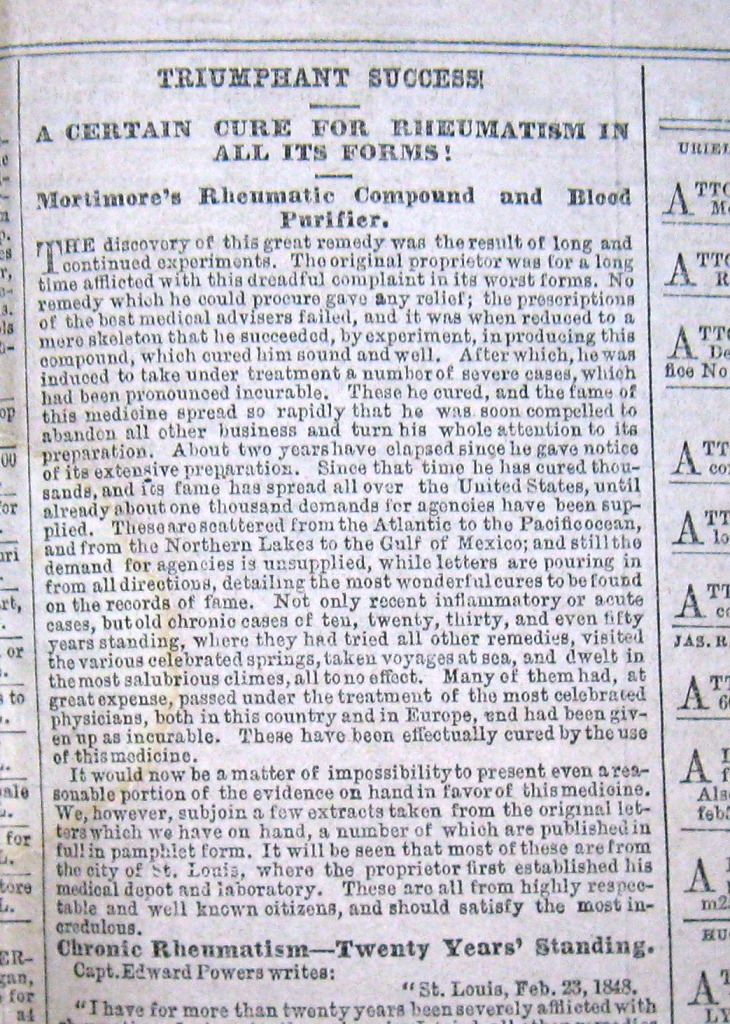 TRIUMPHANT SUCCESS!
A CERTAIN CURE FOR RHEUMATISM IN
ALL ITS FORMS!
Mortimore's Rheumatic Compound and Blood
Purifier.
THE discovery of this great remedy was the result of long and
continued experiments. The original proprietor was for a long
time afflicted with this dreadful complaint in its worst forms. No
remedy which he could procure gave any relief; the prescriptions
of the best medical advisers failed, and it was when reduced to a
mere skeleton that he succeeded, by experiment, in producing this
compound, which cured him sound and well. After which, he was
induced to take under treatment a number of severe cases, which
had been pronounced incurable. These he cured, and the fame of
this medicine spread so rapidly that he was soon compelled to
abandon all other business and turn his whole attention to its
preparation. About two years have elapsed since he gave notice
of its extensive preparation. Since that time he has cured thou-
sands, and its fame has spread all over the United States, until
already about one thousand demands for agencies have been sup-
plied. These are scattered from the Atlantic to the Pacific ocean,
and from the Northern Lakes to the Gulf of Mexico; and still the
demand for agencies is unsupplied, while letters are pouring in
from all directions, detailing the most wonderful cures to be found
on the records of fame. Not only recent inflammatory or acute
cases, but old chronic cases of ten, twenty, thirty, and even fifty
years standing, where they had tried all other remedies, visited
the various celebrated springs, taken voyages at sea, and dwelt in
the most salubrious climes, all to no effect. Many of them had, at
great expense, passed under the treatment of the most celebrated
physicians, both in this country and in Europe, and had been giv-
en up as incurable. These have been effectually cured by the use
of this medicine.
It would now be a matter of impossibility to present even a rea-
sonable portion of the evidence on hand in favor of this medicine.
We, however, subjoin a few extracts taken from the original let-
ters which we have on hand, a number of which are published in
full in pamphlet form. It will be seen that most of these are from
the city of St. Louis, where the proprietor first established his
medical depot and laboratory. These are all from highly respec-
table and well known citizens, and should satisfy the most in-
credulous.
Chronic Rheumatism—Twenty Years' Standing.
Capt. Edward Powers writes:
"St. Louis, Feb. 23, 1848.
"I have for more than twenty years been severely afflicted with
URIEL
ATTO
ATTO
R
ATTO
De
fice No
ATT
ATT
lo
ATT
JAS. R.
ATT
A
Als
feb
A
m2
HU
AT
LY